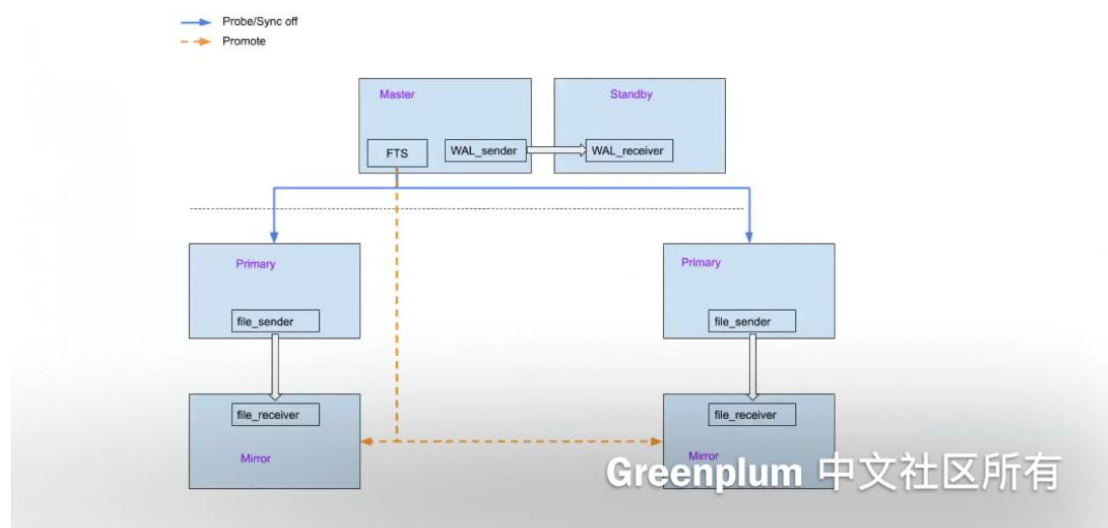 Probe/Sync off
Promote
Master
Standby
FTS
WAL_sender
WAL_receiver
Primary
Primary
file_sender
file_sender
file_receiver
file_receiver
Mirror
Mirror
Greenplum 中文社区所有